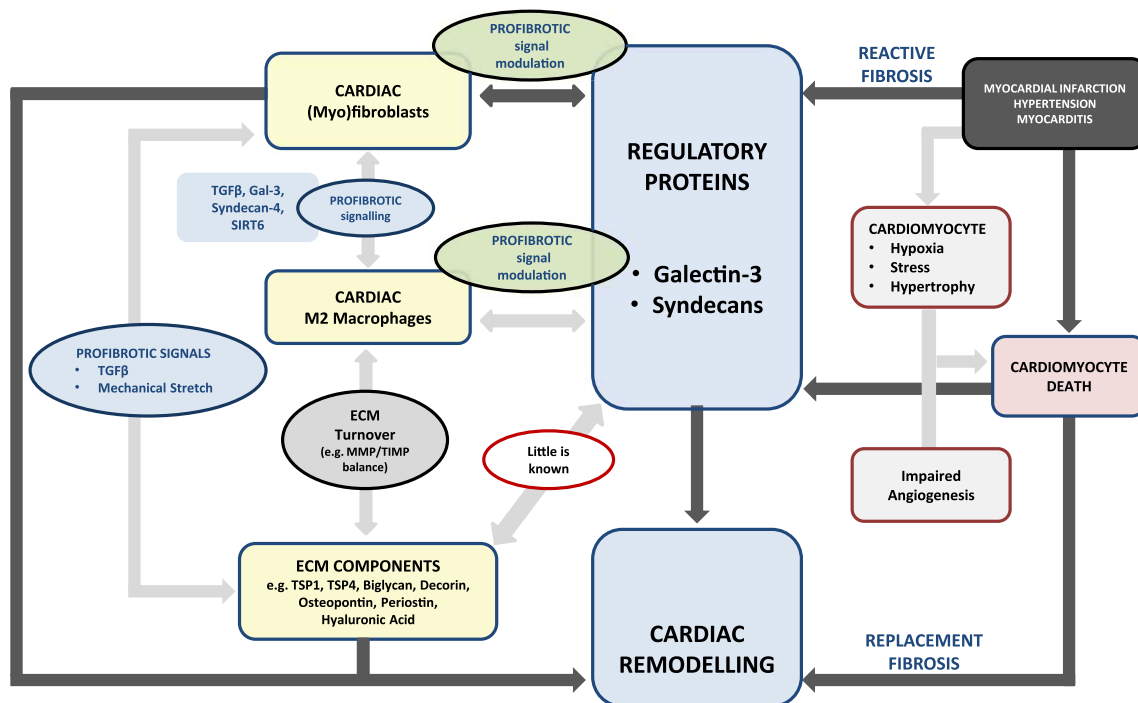 PROFIBROTIC
signal
modulation
CARDIAC
(Myo)fibroblasts
REACTIVE
FIBROSIS
MYOCARDIAL INFARCTION
HYPERTENSION
MYOCARDITIS
REGULATORY
PROTEINS
• Galectin-3
• Syndecans
TGFβ, Gal-3,
Syndecan-4,
SIRT6
PROFIBROTIC
signalling
PROFIBROTIC
signal
modulation
CARDIOMYOCYTE
• Hypoxia
• Stress
• Hypertrophy
CARDIAC
M2 Macrophages
PROFIBROTIC SIGNALS
• TGFβ
• Mechanical Stretch
CARDIOMYOCYTE
DEATH
ECM
Turnover
(e.g. MMP/TIMP
balance)
Little is
known
Impaired
Angiogenesis
ECM COMPONENTS
e.g. TSP1, TSP4, Biglycan, Decorin,
Osteopontin, Periostin,
Hyaluronic Acid
CARDIAC
REMODELLING
REPLACEMENT
FIBROSIS